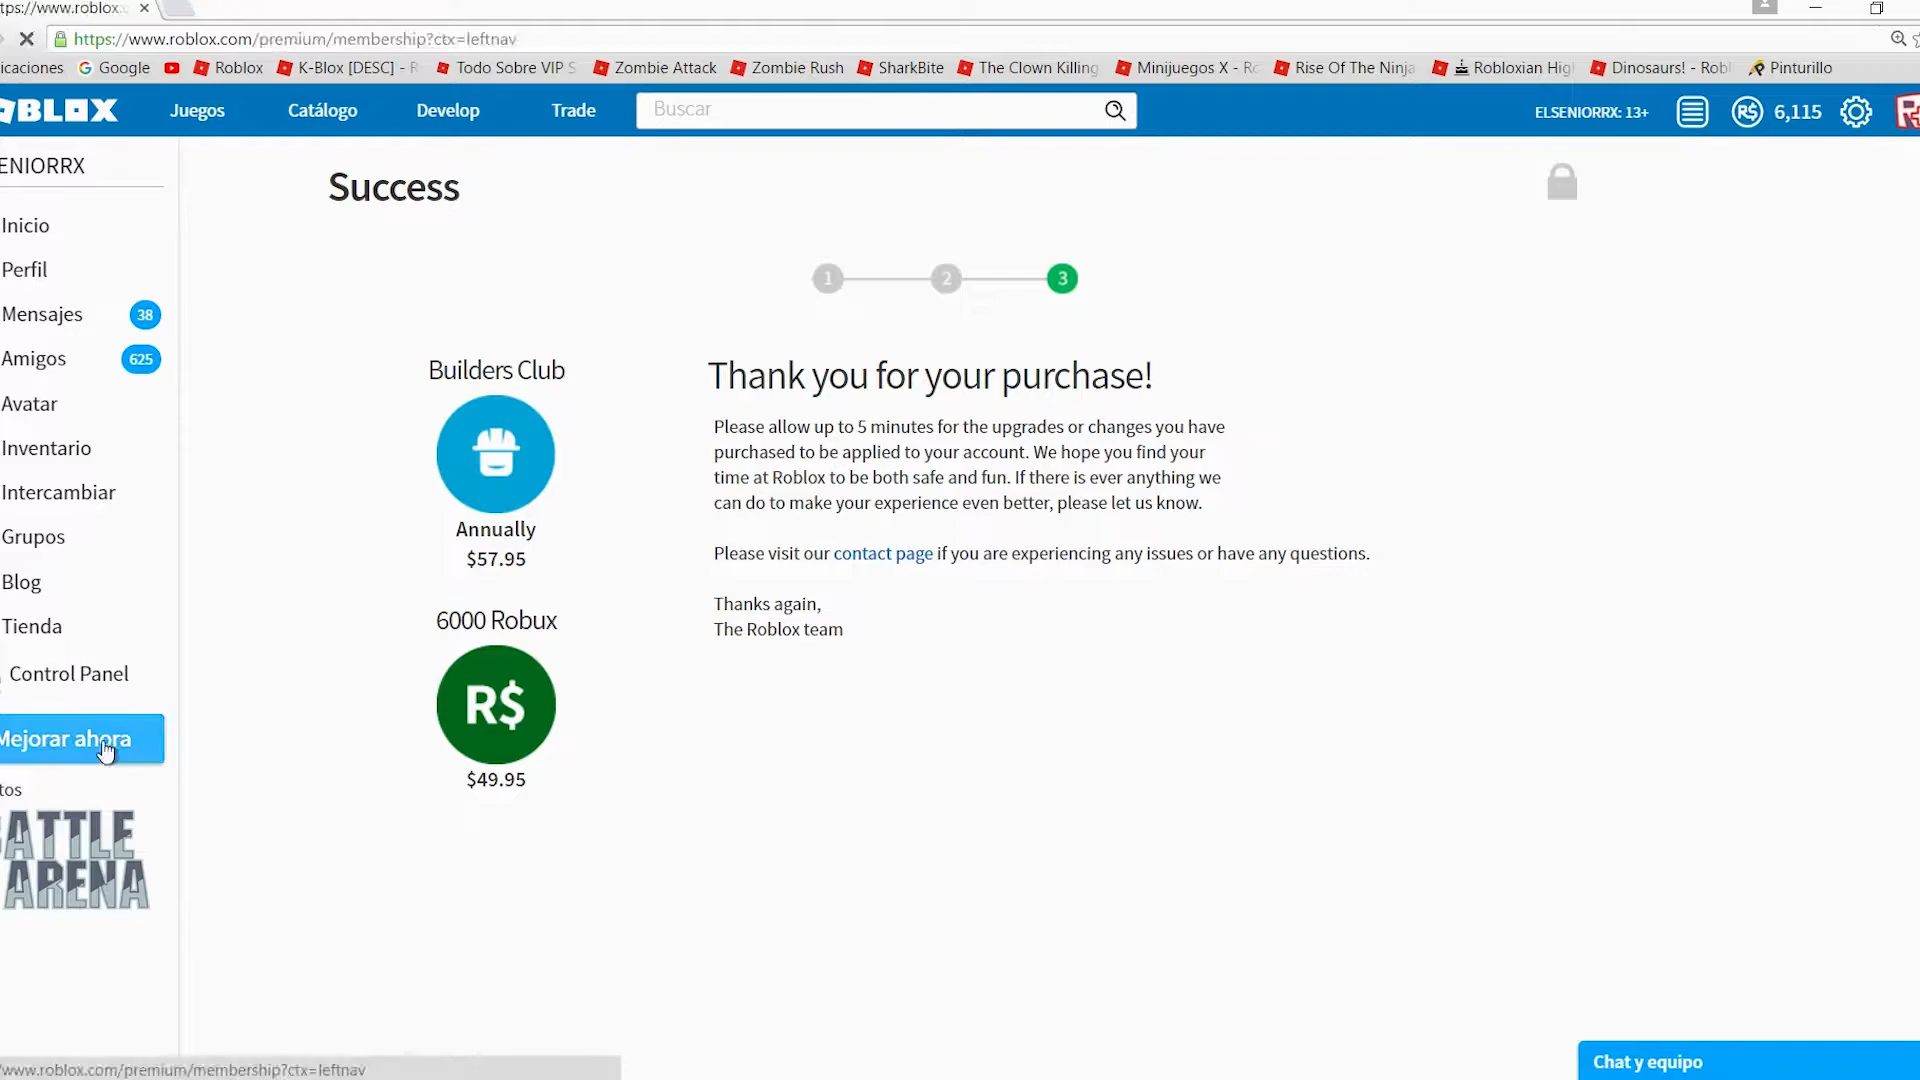 tps://www.roblox.
https://www.roblox.com/premium/membership?ctx=leftnav
icaciones Google Roblox K-Blox [DESC] - R Todo Sobre VIP S Zombie Attack Zombie Rush SharkBite The Clown Killing Minijuegos X - Ro Rise Of The Ninja Robloxian Hig Dinosaurs! - Robl Pinturillo
ROBLOX Juegos Catálogo Develop Trade Buscar ELSENIORRX: 13+ R$ 6,115
ENIORRX
Success
Inicio
Perfil
1 2 3
Mensajes 38
Amigos 625
Avatar
Inventario
Intercambiar
Grupos
Blog
Tienda
Control Panel
Mejorar ahora
tos
BATTLE
ARENA
Builders Club
Annually
$57.95
6000 Robux
R$
$49.95
Thank you for your purchase!
Please allow up to 5 minutes for the upgrades or changes you have
purchased to be applied to your account. We hope you find your
time at Roblox to be both safe and fun. If there is ever anything we
can do to make your experience even better, please let us know.
Please visit our contact page if you are experiencing any issues or have any questions.
Thanks again,
The Roblox team
Chat y equipo
www.roblox.com/premium/membership?ctx=leftnav